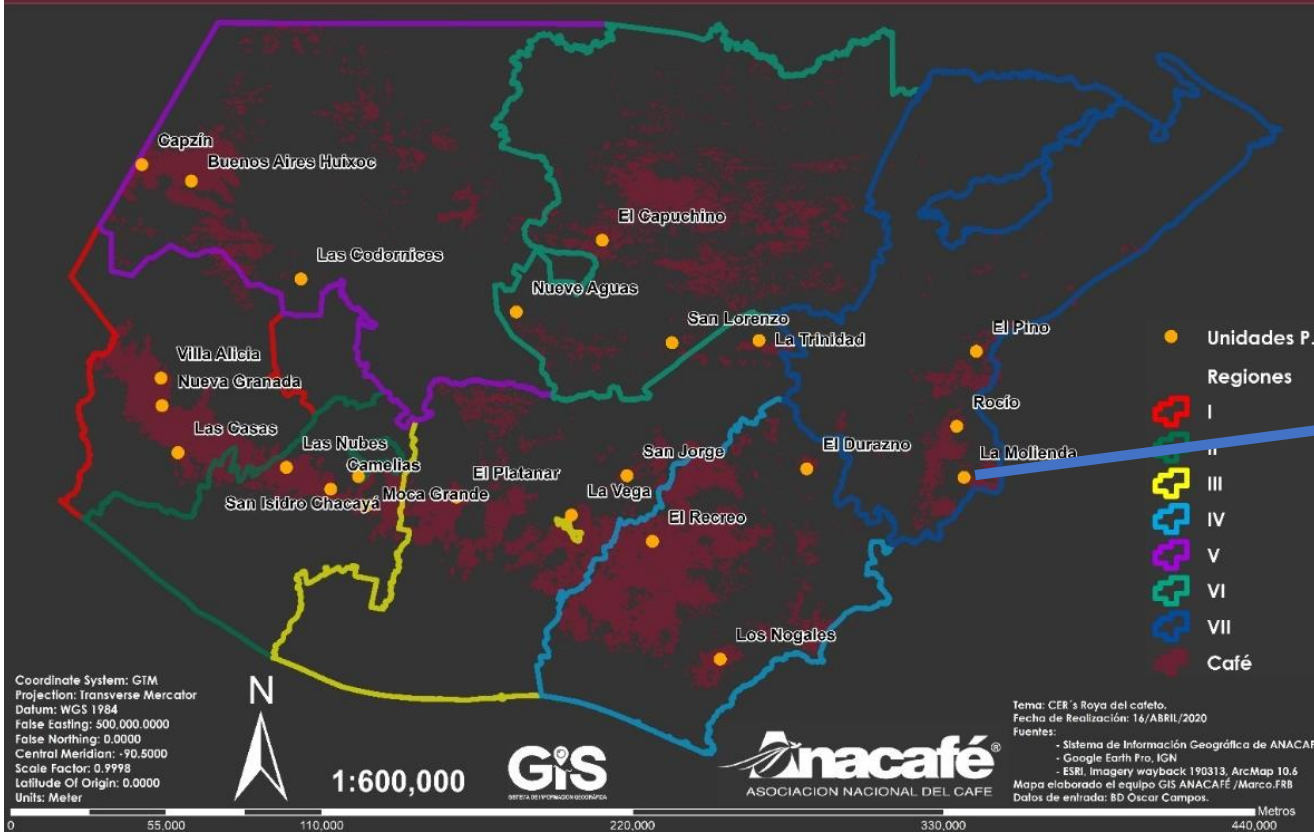 Capzín
Buenos Aires Huixoc
Las Codornices
El Capuchino
Nueve Aguas
San Lorenzo
La Trinidad
El Pino
Villa Alicia
Nueva Granada
Las Casas
Las Nubes
Camelias
San Isidro Chacayá
Moca Grande
El Platanar
San Jorge
La Vega
El Recreo
El Durazno
Rocío
La Molienda
Los Nogales
Unidades P.
Regiones
I
II
III
IV
V
VI
VII
Café
Coordinate System: GTM
Projection: Transverse Mercator
Datum: WGS 1984
False Easting: 500,000.0000
False Northing: 0.0000
Central Meridian: -90.5000
Scale Factor: 0.9998
Latitude Of Origin: 0.0000
Units: Meter
N
1:600,000
GIS
SISTEMA DE INFORMACIÓN GEOGRÁFICA
Anacafé®
ASOCIACIÓN NACIONAL DEL CAFÉ
Tema: CER´s Roya del cafeto.
Fecha de Realización: 16/ABRIL/2020
Fuentes:
- Sistema de Información Geográfica de ANACAF
- Google Earth Pro, IGN
- ESRI, Imagery wayback 190313, ArcMap 10.6
Mapa elaborado el equipo GIS ANACAFÉ /Marco.FRB
Datos de entrada: BD Oscar Campos.
Metros
0 55,000 110,000 220,000 330,000 440,000